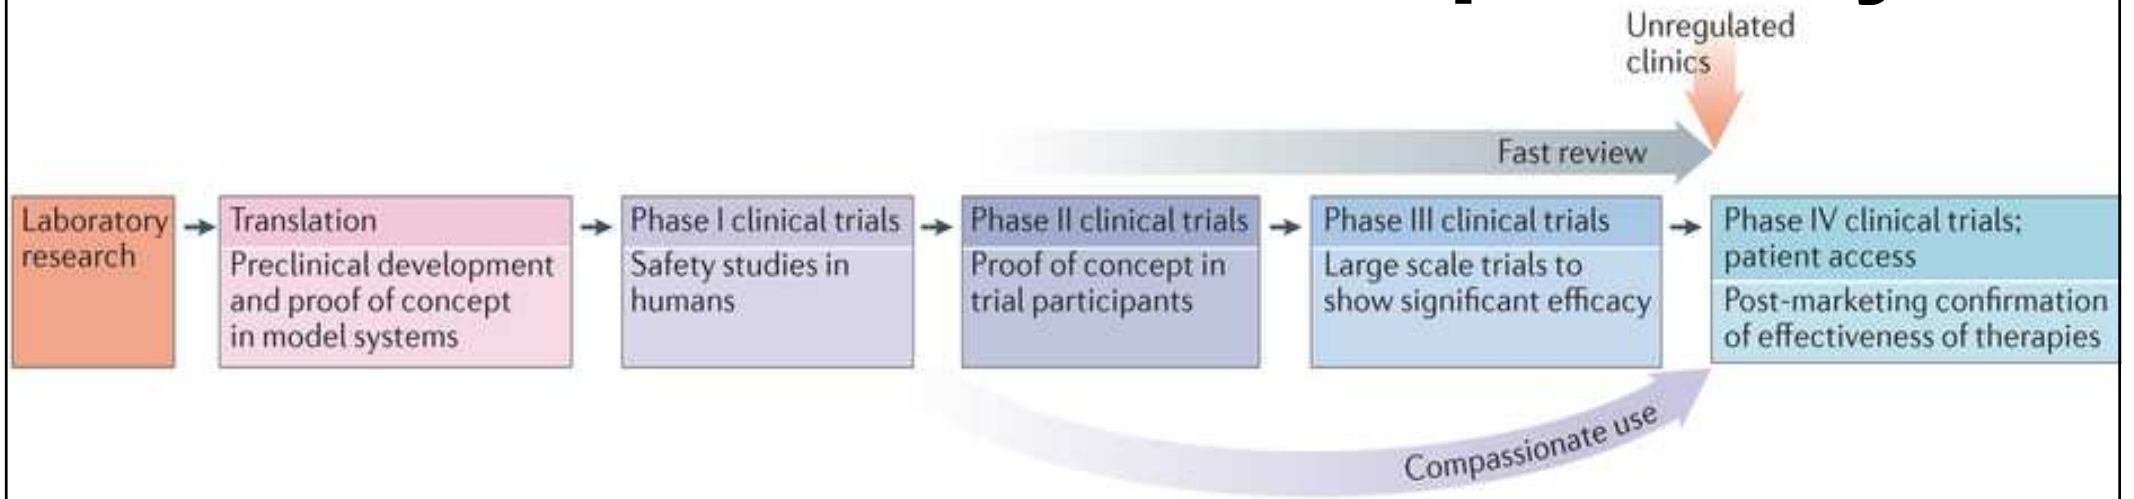 Unregulated
clinics
Fast review
Laboratory
research
Translation
Preclinical development
and proof of concept
in model systems
Phase I clinical trials
Safety studies in
humans
Phase II clinical trials
Proof of concept in
trial participants
Phase III clinical trials
Large scale trials to
show significant efficacy
Phase IV clinical trials;
patient access
Post-marketing confirmation
of effectiveness of therapies
Compassionate use